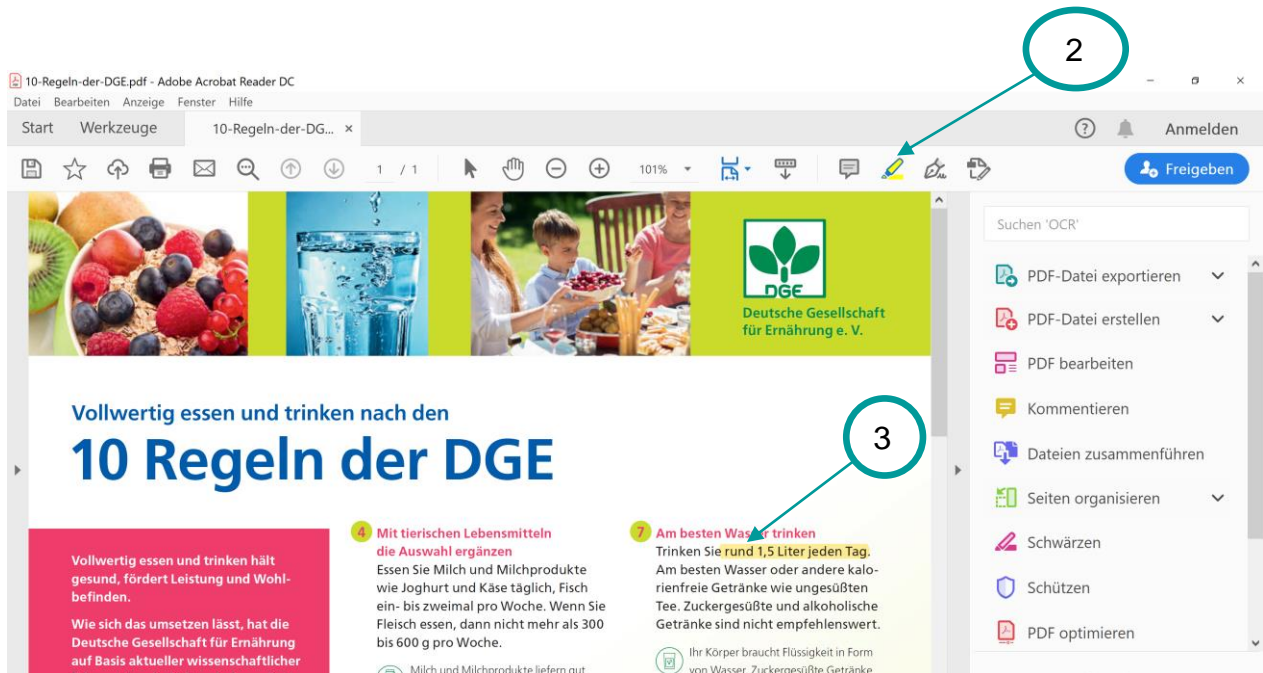 2
10-Regeln-der-DGE.pdf - Adobe Acrobat Reader DC
Datei Bearbeiten Anzeige Fenster Hilfe
Start Werkzeuge 10-Regeln-der-DG... × Anmelden
1 / 1 101% Freigeben
Suchen 'OCR'
PDF-Datei exportieren
PDF-Datei erstellen
PDF bearbeiten
Kommentieren
Dateien zusammenführen
Seiten organisieren
Schwärzen
Schützen
PDF optimieren
DGE
Deutsche Gesellschaft
für Ernährung e. V.
Vollwertig essen und trinken nach den
10 Regeln der DGE
3
Vollwertig essen und trinken hält
gesund, fördert Leistung und Wohl-
befinden.
Wie sich das umsetzen lässt, hat die
Deutsche Gesellschaft für Ernährung
auf Basis aktueller wissenschaftlicher
4 Mit tierischen Lebensmitteln
die Auswahl ergänzen
Essen Sie Milch und Milchprodukte
wie Joghurt und Käse täglich, Fisch
ein- bis zweimal pro Woche. Wenn Sie
Fleisch essen, dann nicht mehr als 300
bis 600 g pro Woche.
Milch und Milchprodukte liefern gut
7 Am besten Wasser trinken
Trinken Sie rund 1,5 Liter jeden Tag.
Am besten Wasser oder andere kalo-
rienfreie Getränke wie ungesüßten
Tee. Zuckergesüßte und alkoholische
Getränke sind nicht empfehlenswert.
Ihr Körper braucht Flüssigkeit in Form
von Wasser. Zuckergesüßte Getränke